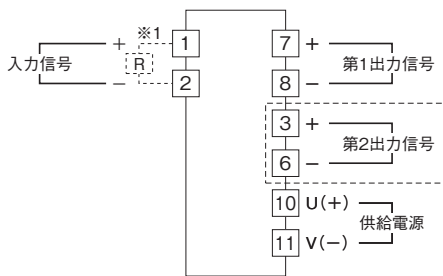 ※1
+ 1
入力信号 R
− 2
7 +
第1出力信号
8 −
3 +
第2出力信号
6 −
10 U(+)
供給電源
11 V(−)